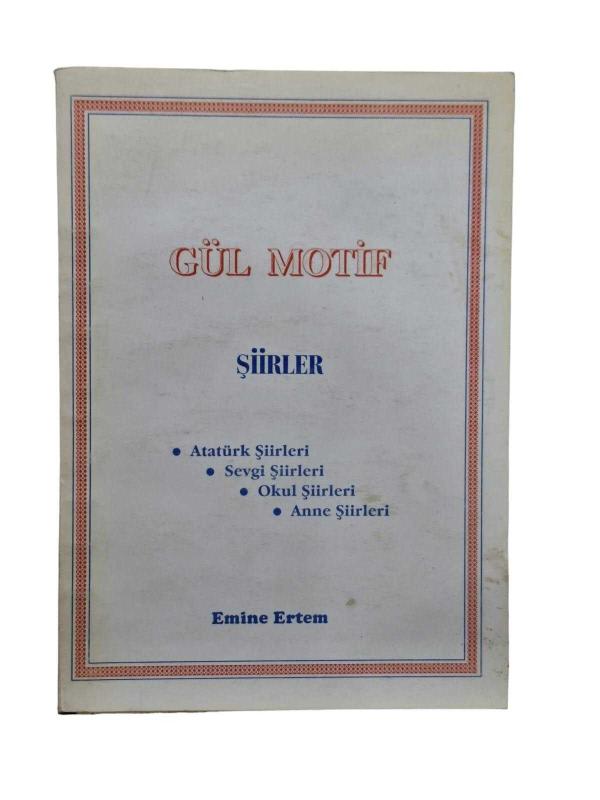 GÜL MOTİF
ŞİİRLER
• Atatürk Şiirleri
• Sevgi Şiirleri
• Okul Şiirleri
• Anne Şiirleri
Emine Ertem